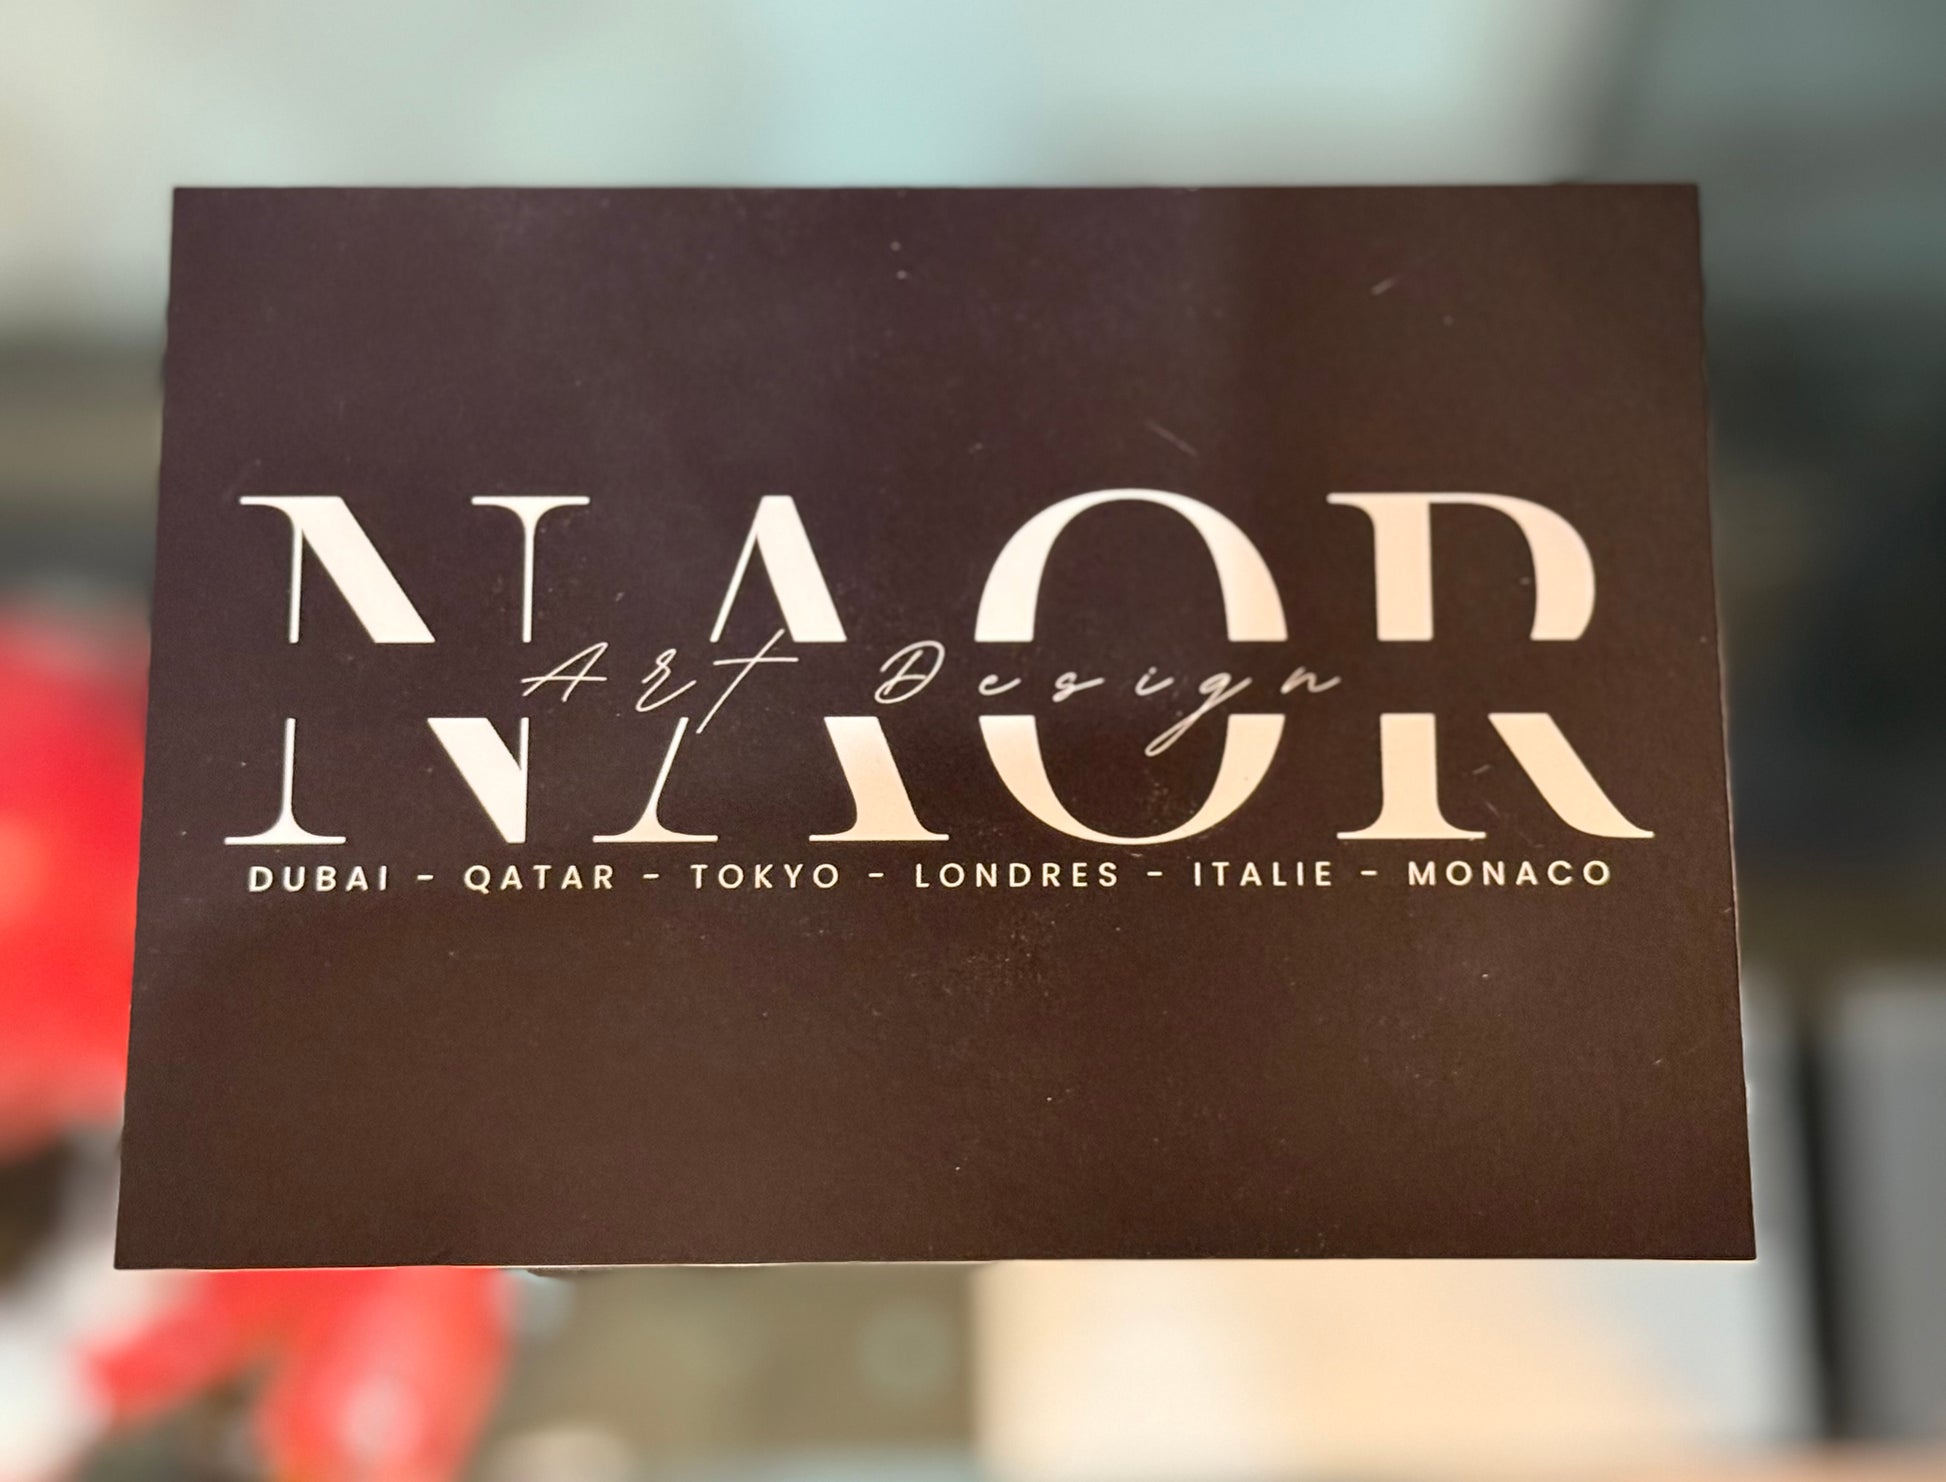 NAOR
Art Design
DUBAI - QATAR - TOKYO - LONDRES - ITALIE - MONACO